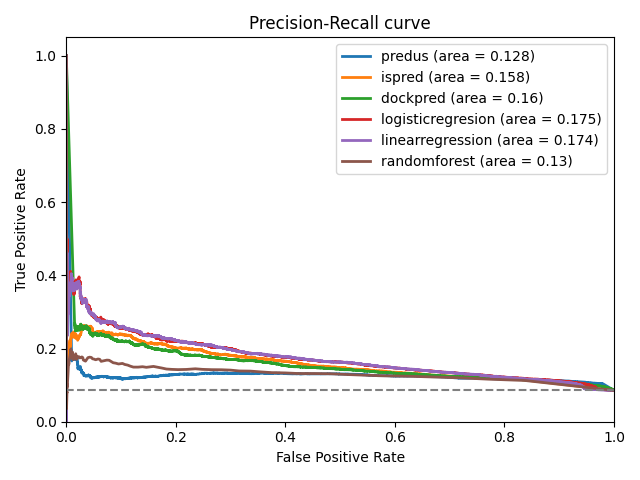 Precision-Recall curve
1.0
0.8
0.6
0.4
0.2
0.0
True Positive Rate
predus (area = 0.128)
ispred (area = 0.158)
dockpred (area = 0.16)
logisticregresion (area = 0.175)
linearregression (area = 0.174)
randomforest (area = 0.13)
0.0 0.2 0.4 0.6 0.8 1.0
False Positive Rate